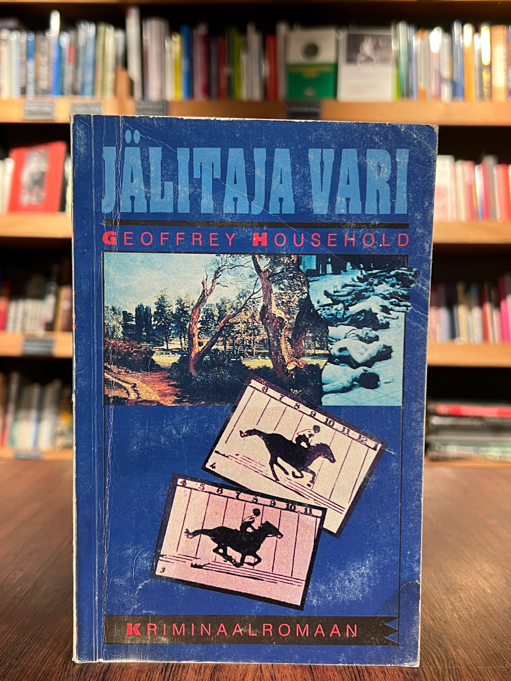 JÄLITAJA VARI
GEOFFREY HOUSEHOLD
KRIMINAALROMAAN